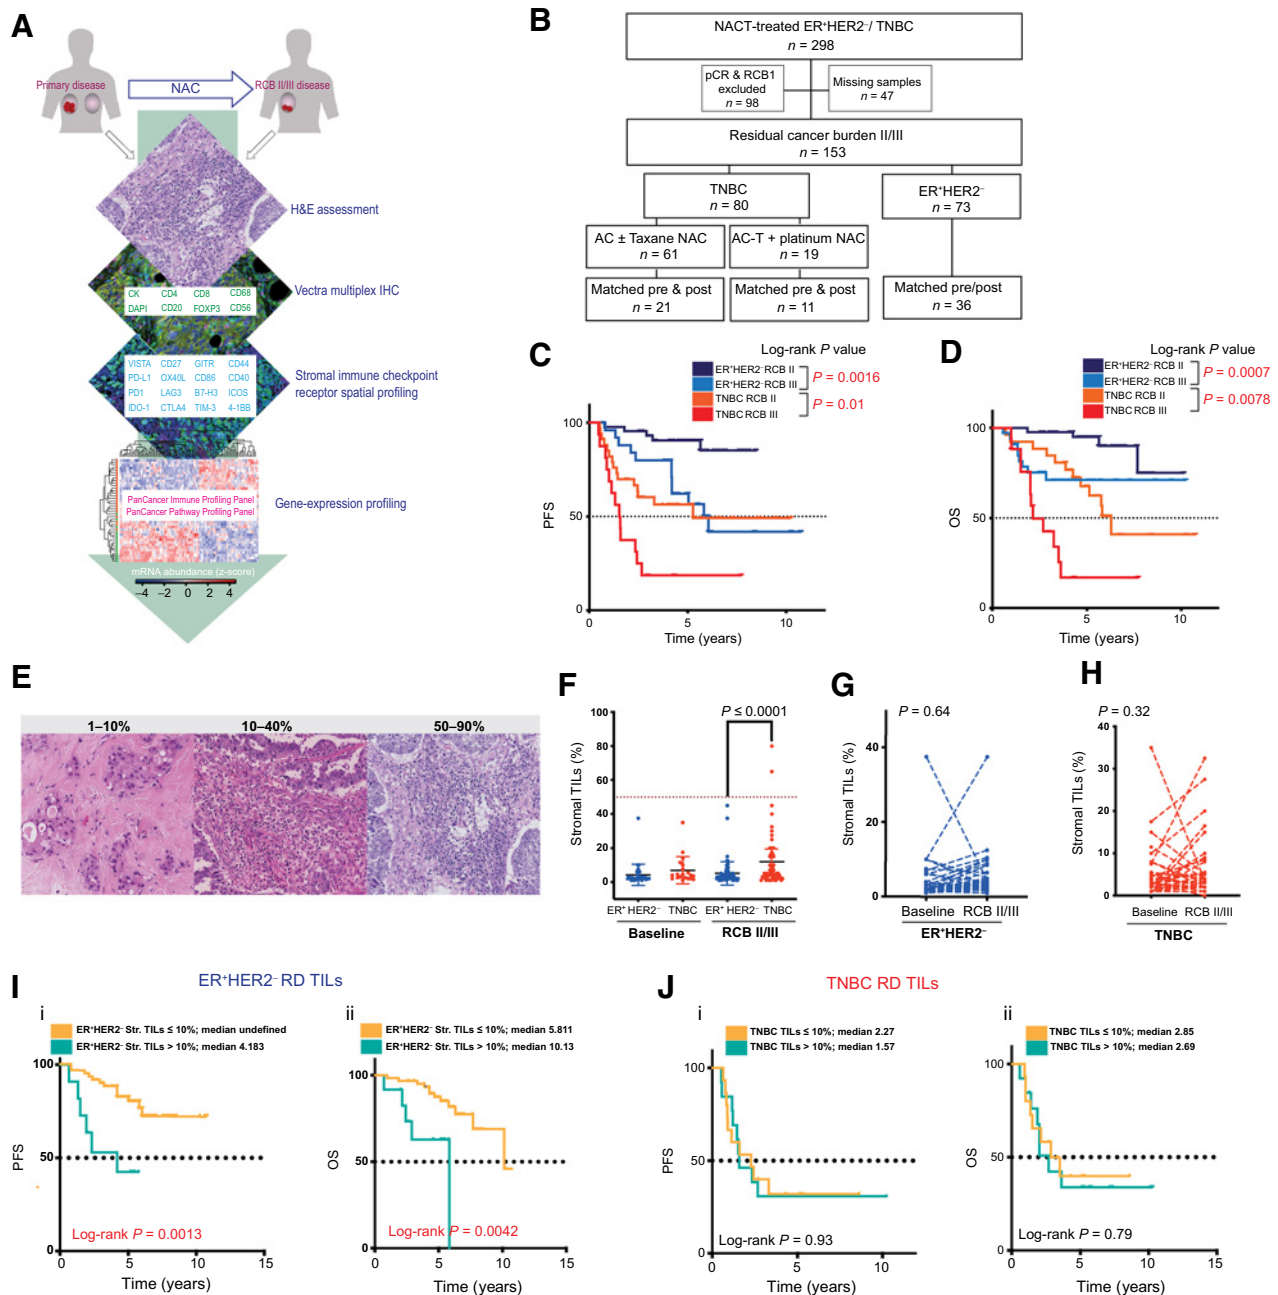 A
Primary disease
NAC
RCB II/III disease
H&E assessment
CK CD4 CD8 CD68
DAPI CD20 FOXP3 CD56
Vectra multiplex IHC
VISTA CD27 GITR CD44
PD-L1 OX40L CD86 CD40
PD1 LAG3 B7-H3 ICOS
IDO-1 CTLA4 TIM-3 4-1BB
Stromal immune checkpoint
receptor spatial profiling
PanCancer Immune Profiling Panel
PanCancer Pathway Profiling Panel
Gene-expression profiling
mRNA abundance (z-score)
−4 −2 0 2 4
B
NACT-treated ER⁺HER2⁻/ TNBC
n = 298
pCR & RCB1
excluded
n = 98
Missing samples
n = 47
Residual cancer burden II/III
n = 153
TNBC
n = 80
ER⁺HER2⁻
n = 73
AC ± Taxane NAC
n = 61
AC-T + platinum NAC
n = 19
Matched pre & post
n = 21
Matched pre & post
n = 11
Matched pre/post
n = 36
C
Log-rank P value
ER⁺HER2⁻RCB II
ER⁺HER2⁻RCB III
TNBC RCB II
TNBC RCB III
P = 0.0016
P = 0.01
100
50
0
PFS
0 5 10
Time (years)
D
Log-rank P value
ER⁺HER2⁻RCB II
ER⁺HER2⁻RCB III
TNBC RCB II
TNBC RCB III
P = 0.0007
P = 0.0078
100
50
0
OS
0 5 10
Time (years)
E
1–10% 10–40% 50–90%
F
P ≤ 0.0001
Stromal TILs (%)
100
80
60
40
20
0
ER⁺HER2⁻ TNBC ER⁺HER2⁻ TNBC
Baseline RCB II/III
G
P = 0.64
Stromal TILs (%)
40
20
0
Baseline RCB II/III
ER⁺HER2⁻
H
P = 0.32
Stromal TILs (%)
40
30
20
10
0
Baseline RCB II/III
TNBC
I
ER⁺HER2⁻ RD TILs
i
ER⁺HER2⁻ Str. TILs ≤ 10%; median undefined
ER⁺HER2⁻ Str. TILs > 10%; median 4.183
100
50
0
PFS
Log-rank P = 0.0013
0 5 10 15
Time (years)
ii
ER⁺HER2⁻ Str. TILs ≤ 10%; median 5.811
ER⁺HER2⁻ Str. TILs > 10%; median 10.13
100
50
0
OS
Log-rank P = 0.0042
0 5 10 15
Time (years)
J
TNBC RD TILs
i
TNBC TILs ≤ 10%; median 2.27
TNBC TILs > 10%; median 1.57
100
50
0
PFS
Log-rank P = 0.93
0 5 10
Time (years)
ii
TNBC TILs ≤ 10%; median 2.85
TNBC TILs > 10%; median 2.69
100
50
0
OS
Log-rank P = 0.79
0 5 10 15
Time (years)